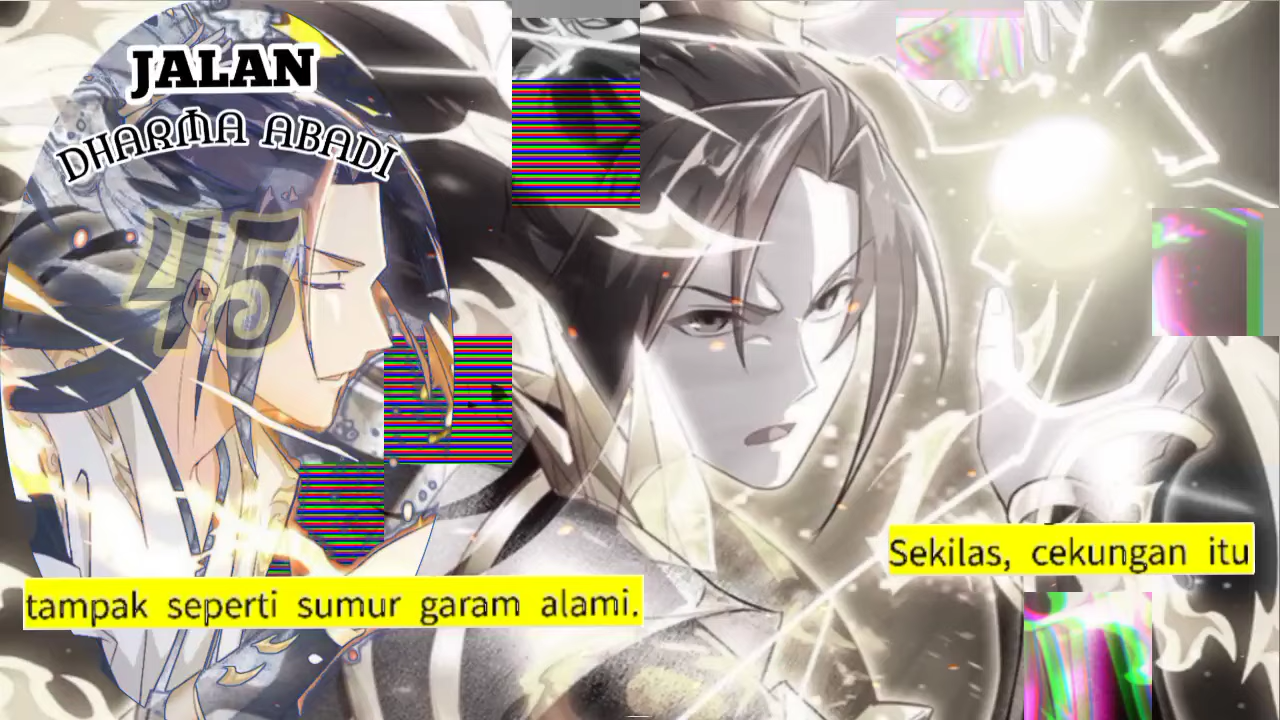 JALAN
DHARMA ABADI
45
Sekilas, cekungan itu
tampak seperti sumur garam alami.